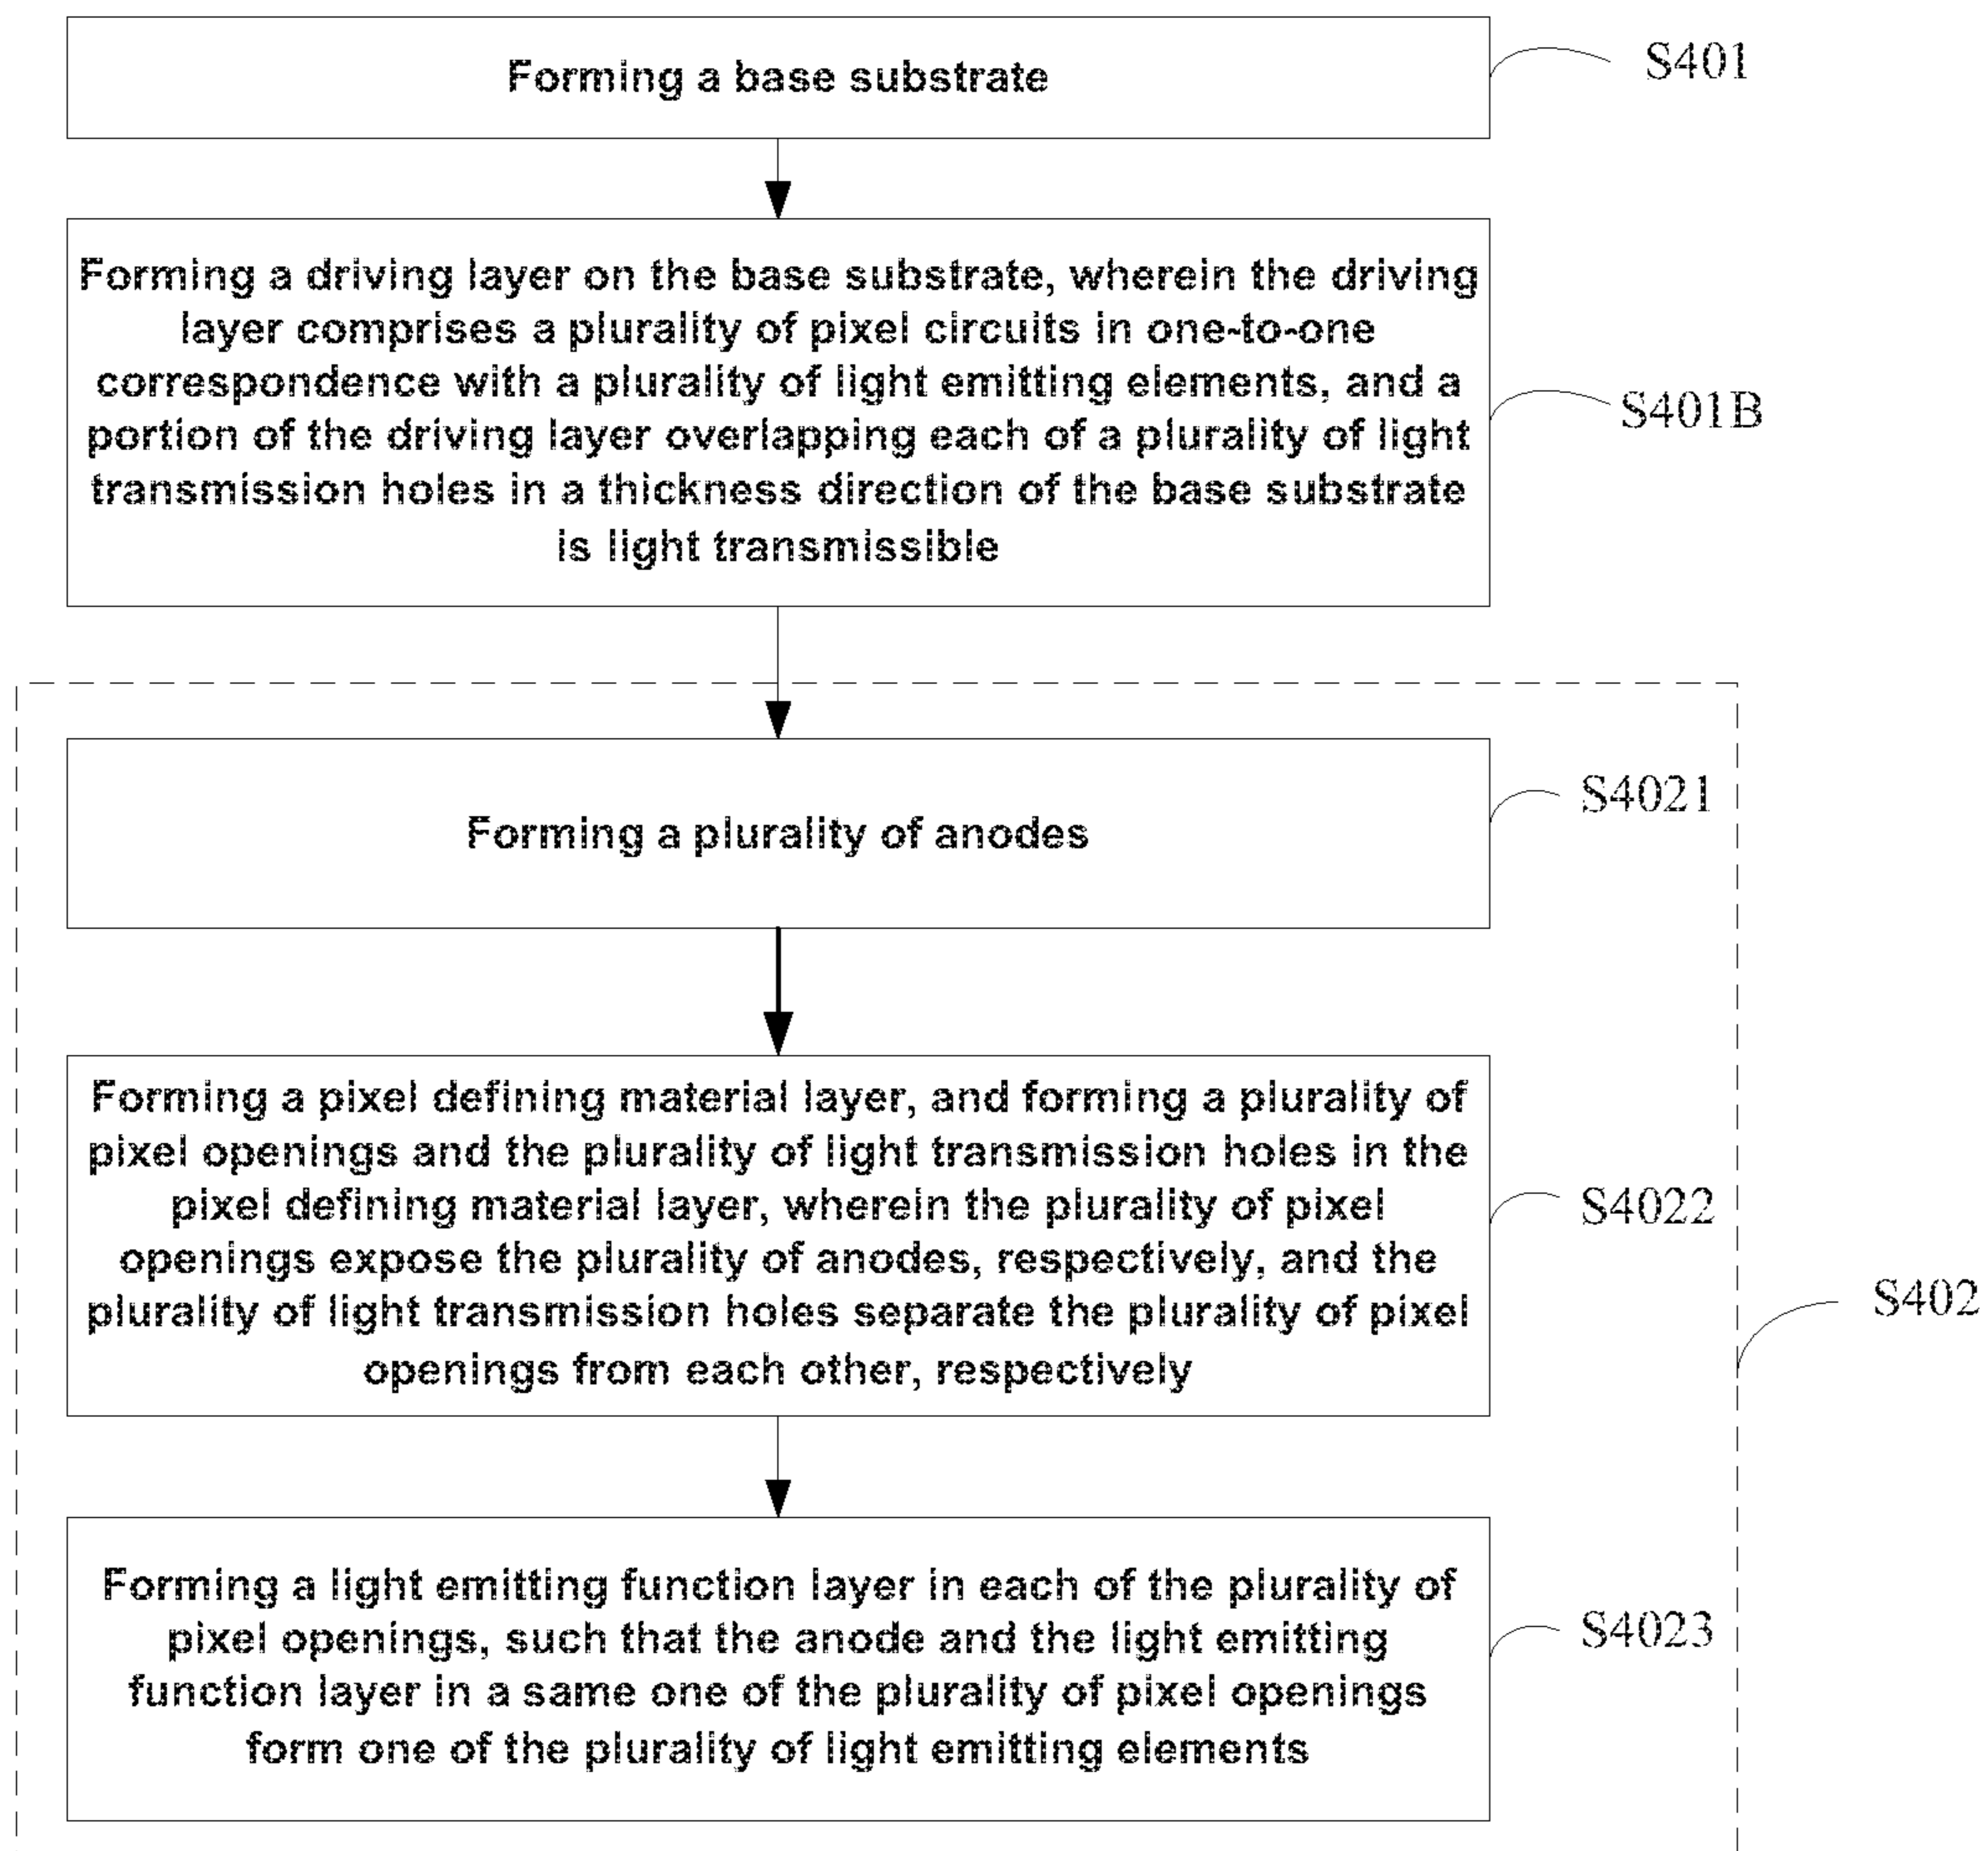 Forming a base substrate
S401
Forming a driving layer on the base substrate, wherein the driving
layer comprises a plurality of pixel circuits in one-to-one
correspondence with a plurality of light emitting elements, and a
portion of the driving layer overlapping each of a plurality of light
transmission holes in a thickness direction of the base substrate
is light transmissible
S401B
Forming a plurality of anodes
S4021
Forming a pixel defining material layer, and forming a plurality of
pixel openings and the plurality of light transmission holes in the
pixel defining material layer, wherein the plurality of pixel
openings expose the plurality of anodes, respectively, and the
plurality of light transmission holes separate the plurality of pixel
openings from each other, respectively
S4022
S402
Forming a light emitting function layer in each of the plurality of
pixel openings, such that the anode and the light emitting
function layer in a same one of the plurality of pixel openings
form one of the plurality of light emitting elements
S4023